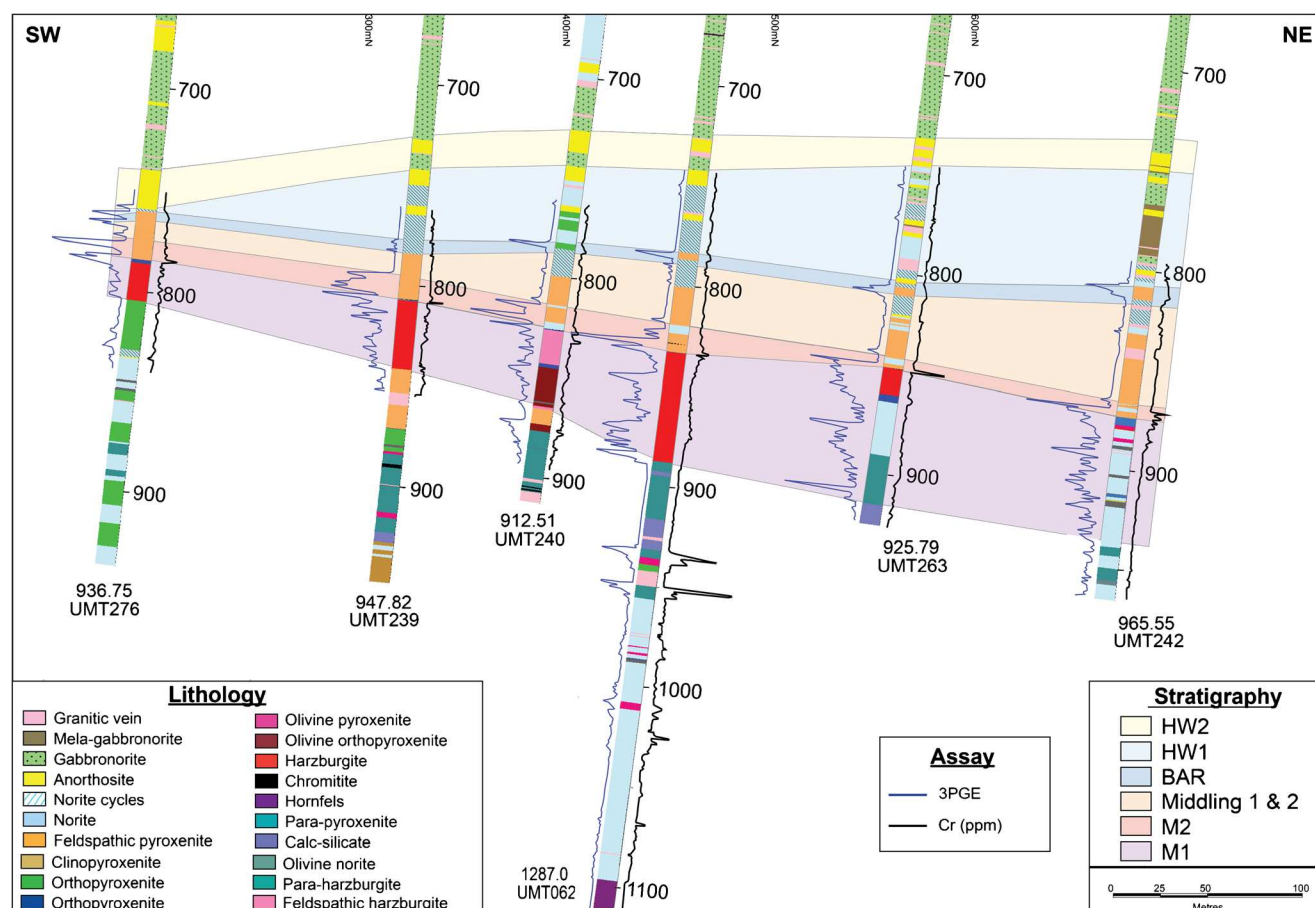 SW
NE
300mN
400mN
500mN
600mN
700
700
700
700
700
700
800
800
800
800
800
800
900
900
900
900
900
900
1000
1100
936.75
UMT276
947.82
UMT239
912.51
UMT240
1287.0
UMT062
925.79
UMT263
965.55
UMT242
Lithology
Granitic vein
Mela-gabbronorite
Gabbronorite
Anorthosite
Norite cycles
Norite
Feldspathic pyroxenite
Clinopyroxenite
Orthopyroxenite
Orthopyroxenite
Olivine pyroxenite
Olivine orthopyroxenite
Harzburgite
Chromitite
Hornfels
Para-pyroxenite
Calc-silicate
Olivine norite
Para-harzburgite
Feldspathic harzburgite
Assay
3PGE
Cr (ppm)
Stratigraphy
HW2
HW1
BAR
Middling 1 & 2
M2
M1
0 25 50 100
Metres